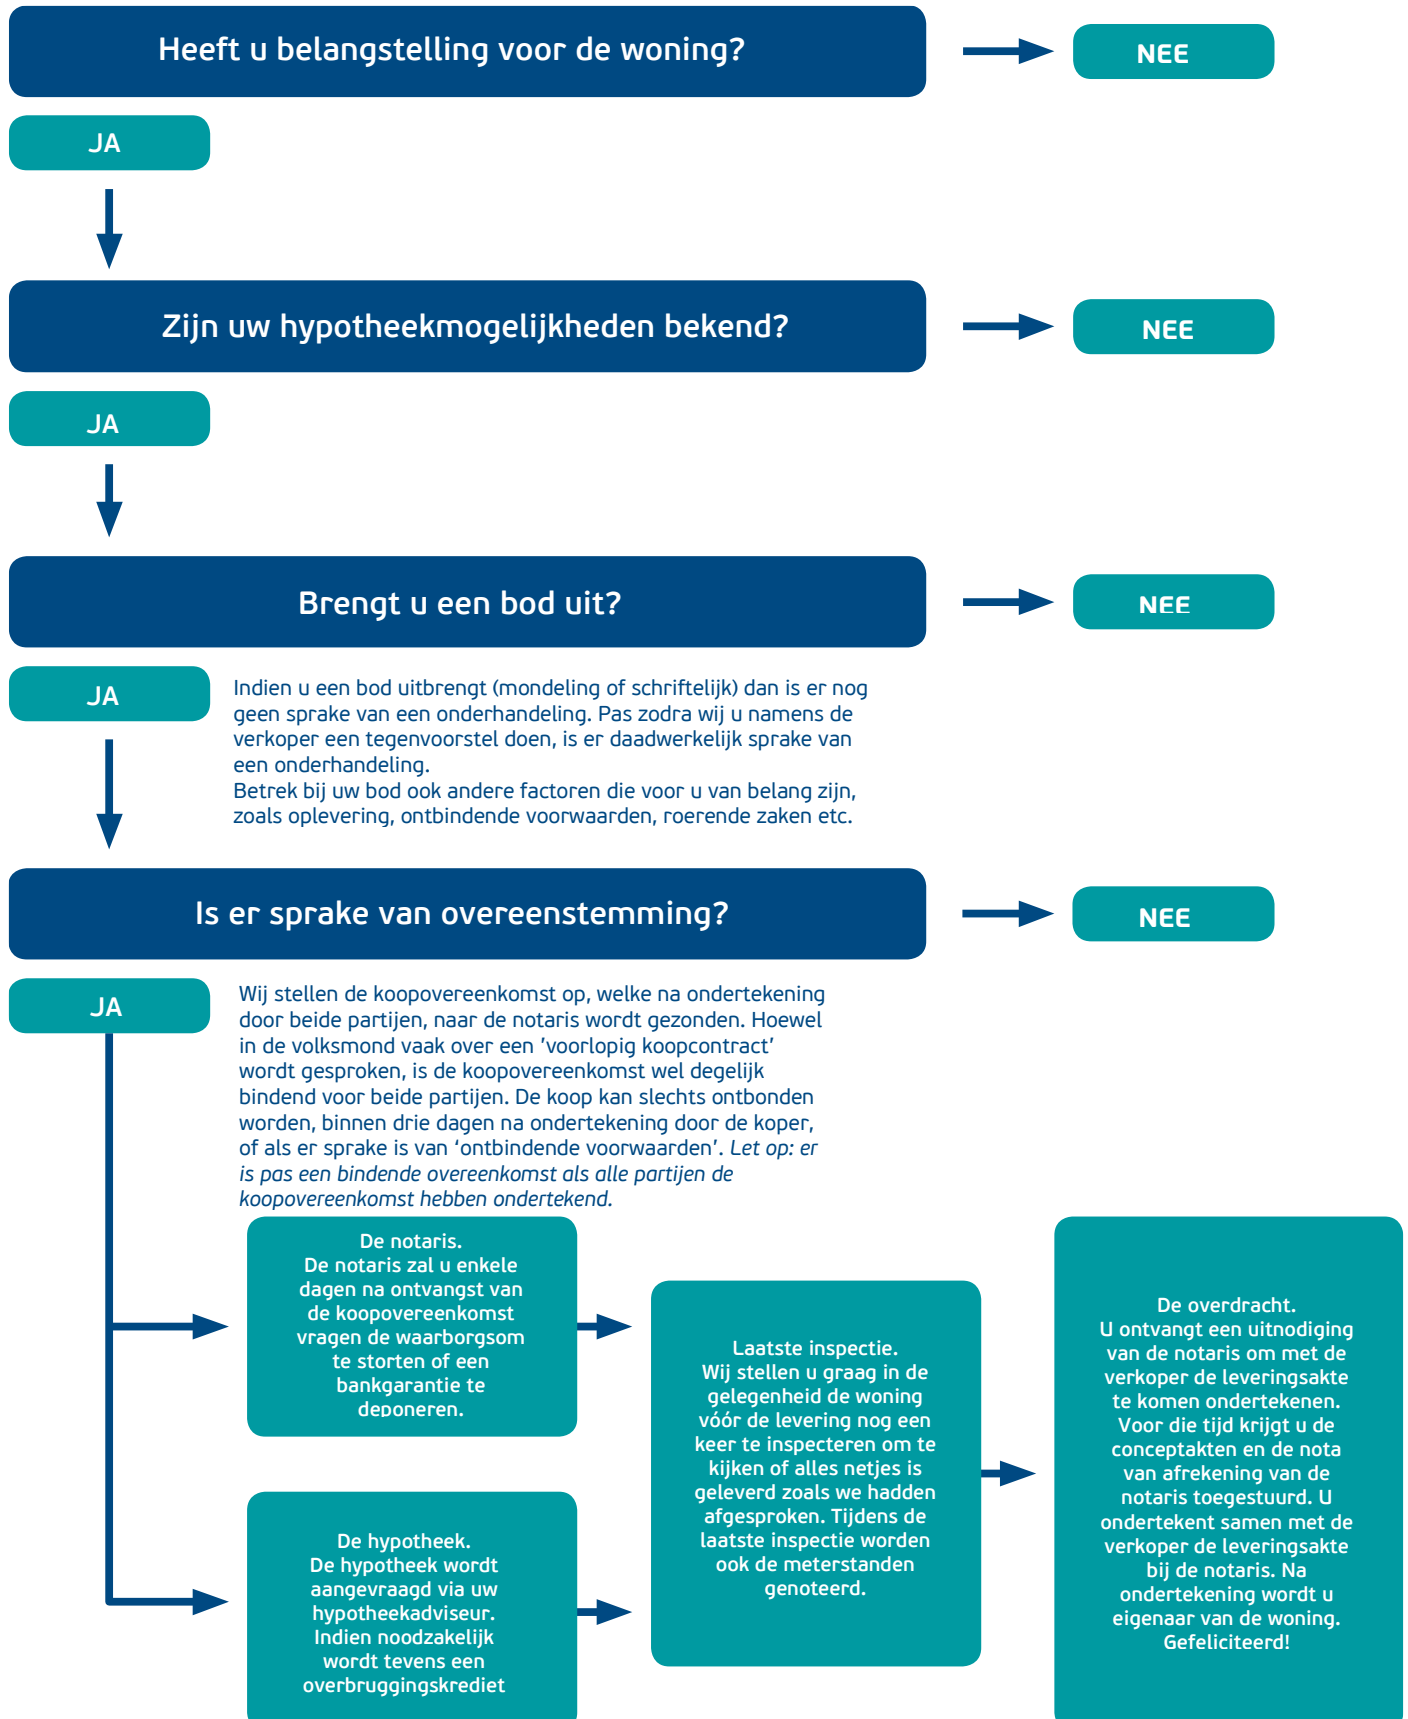 Heeft u belangstelling voor de woning?
NEE
JA
Zijn uw hypotheekmogelijkheden bekend?
NEE
JA
Brengt u een bod uit?
NEE
JA
Indien u een bod uitbrengt (mondeling of schriftelijk) dan is er nog
geen sprake van een onderhandeling. Pas zodra wij u namens de
verkoper een tegenvoorstel doen, is er daadwerkelijk sprake van
een onderhandeling.
Betrek bij uw bod ook andere factoren die voor u van belang zijn,
zoals oplevering, ontbindende voorwaarden, roerende zaken etc.
Is er sprake van overeenstemming?
NEE
JA
Wij stellen de koopovereenkomst op, welke na ondertekening
door beide partijen, naar de notaris wordt gezonden. Hoewel
in de volksmond vaak over een ’voorlopig koopcontract’
wordt gesproken, is de koopovereenkomst wel degelijk
bindend voor beide partijen. De koop kan slechts ontbonden
worden, binnen drie dagen na ondertekening door de koper,
of als er sprake is van ‘ontbindende voorwaarden’. Let op: er
is pas een bindende overeenkomst als alle partijen de
koopovereenkomst hebben ondertekend.
De notaris.
De notaris zal u enkele
dagen na ontvangst van
de koopovereenkomst
vragen de waarborgsom
te storten of een
bankgarantie te
deponeren.
De hypotheek.
De hypotheek wordt
aangevraagd via uw
hypotheekadviseur.
Indien noodzakelijk
wordt tevens een
overbruggingskrediet
Laatste inspectie.
Wij stellen u graag in de
gelegenheid de woning
vóór de levering nog een
keer te inspecteren om te
kijken of alles netjes is
geleverd zoals we hadden
afgesproken. Tijdens de
laatste inspectie worden
ook de meterstanden
genoteerd.
De overdracht.
U ontvangt een uitnodiging
van de notaris om met de
verkoper de leveringsakte
te komen ondertekenen.
Voor die tijd krijgt u de
conceptakten en de nota
van afrekening van de
notaris toegestuurd. U
ondertekent samen met de
verkoper de leveringsakte
bij de notaris. Na
ondertekening wordt u
eigenaar van de woning.
Gefeliciteerd!